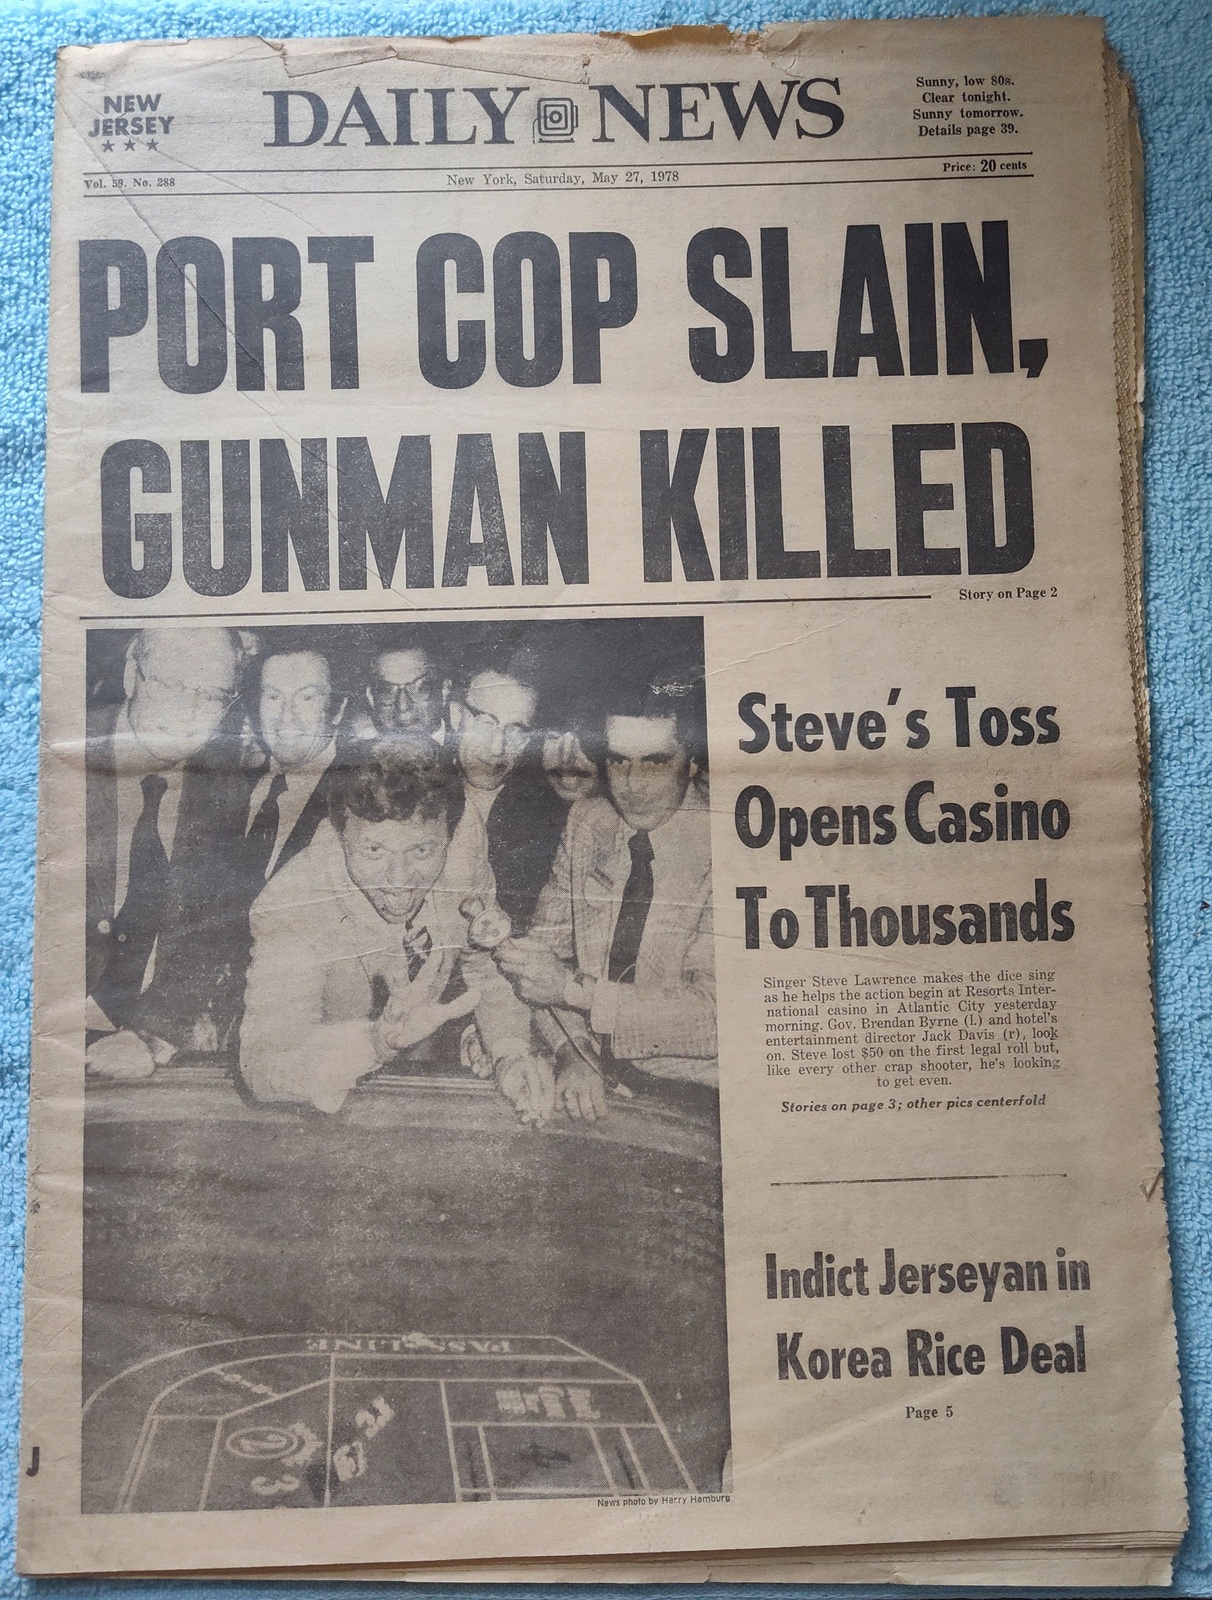 NEW
JERSEY
★ ★ ★
DAILY NEWS
Sunny, low 80s.
Clear tonight.
Sunny tomorrow.
Details page 39.
Vol. 59. No. 288
New York, Saturday, May 27, 1978
Price: 20 cents
PORT COP SLAIN,
GUNMAN KILLED
Story on Page 2
Steve's Toss
Opens Casino
To Thousands
Singer Steve Lawrence makes the dice sing
as he helps the action begin at Resorts Inter-
national casino in Atlantic City yesterday
morning. Gov. Brendan Byrne (l.) and hotel's
entertainment director Jack Davis (r), look
on. Steve lost $50 on the first legal roll but,
like every other crap shooter, he's looking
to get even.
Stories on page 3; other pics centerfold
Indict Jerseyan in
Korea Rice Deal
Page 5
PASS LINE
J
News photo by Harry Hamburg